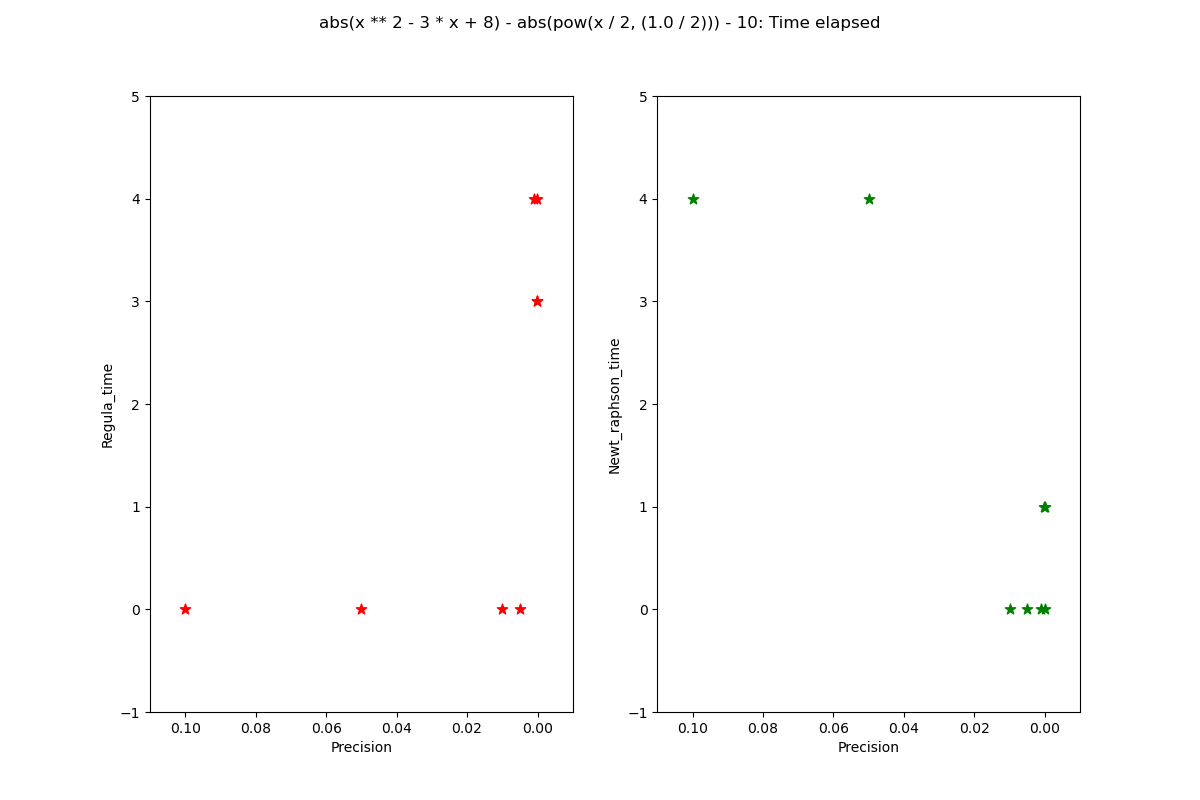 abs(x ** 2 - 3 * x + 8) - abs(pow(x / 2, (1.0 / 2))) - 10: Time elapsed
5
4
3
2
1
0
−1
Regula_time
0.10 0.08 0.06 0.04 0.02 0.00
Precision
5
4
3
2
1
0
−1
Newt_raphson_time
0.10 0.08 0.06 0.04 0.02 0.00
Precision